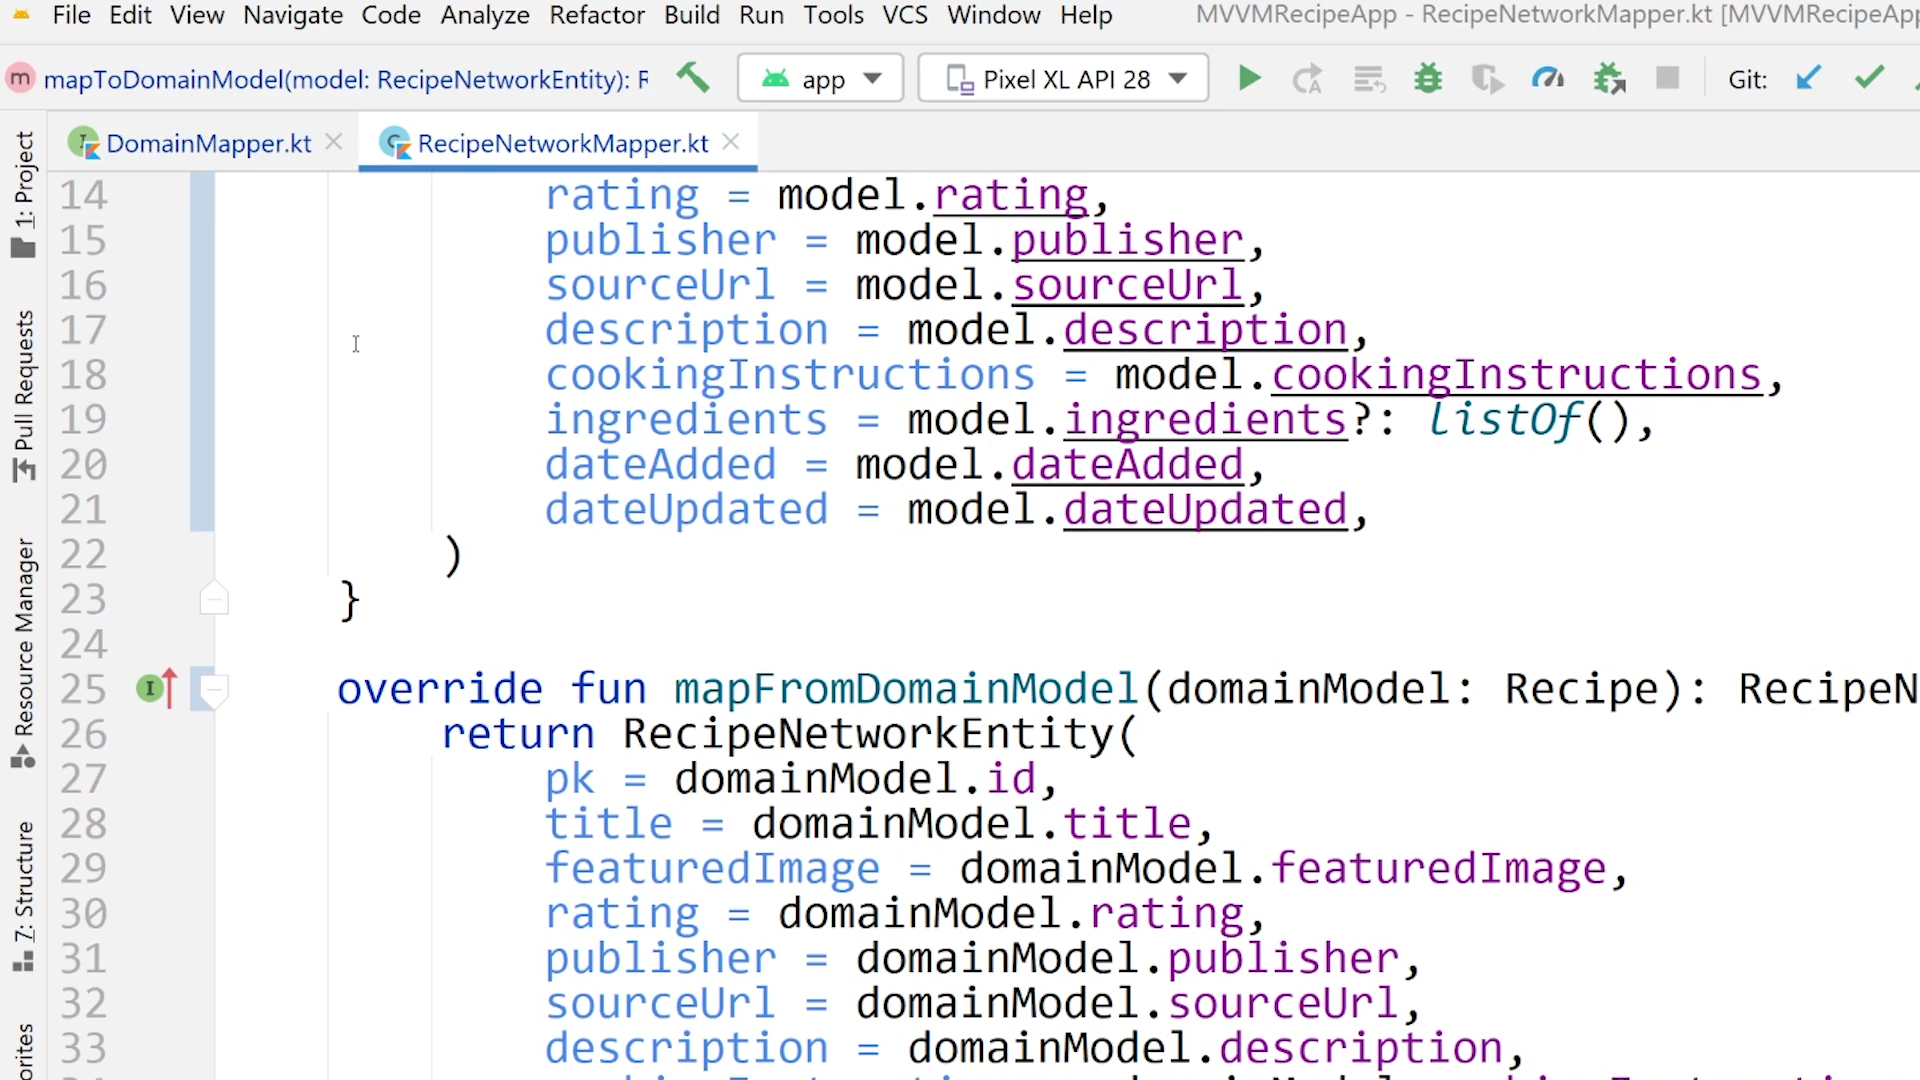 File Edit View Navigate Code Analyze Refactor Build Run Tools VCS Window Help MVVMRecipeApp - RecipeNetworkMapper.kt [MVVMRecipeApp
m mapToDomainModel(model: RecipeNetworkEntity): R app Pixel XL API 28 Git:
DomainMapper.kt RecipeNetworkMapper.kt
1: Project
Pull Requests
Resource Manager
7: Structure
14 rating = model.rating,
15 publisher = model.publisher,
16 sourceUrl = model.sourceUrl,
17 description = model.description,
18 cookingInstructions = model.cookingInstructions,
19 ingredients = model.ingredients?: listOf(),
20 dateAdded = model.dateAdded,
21 dateUpdated = model.dateUpdated,
22 )
23 }
24
25 override fun mapFromDomainModel(domainModel: Recipe): RecipeN
26 return RecipeNetworkEntity(
27 pk = domainModel.id,
28 title = domainModel.title,
29 featuredImage = domainModel.featuredImage,
30 rating = domainModel.rating,
31 publisher = domainModel.publisher,
32 sourceUrl = domainModel.sourceUrl,
33 description = domainModel.description,